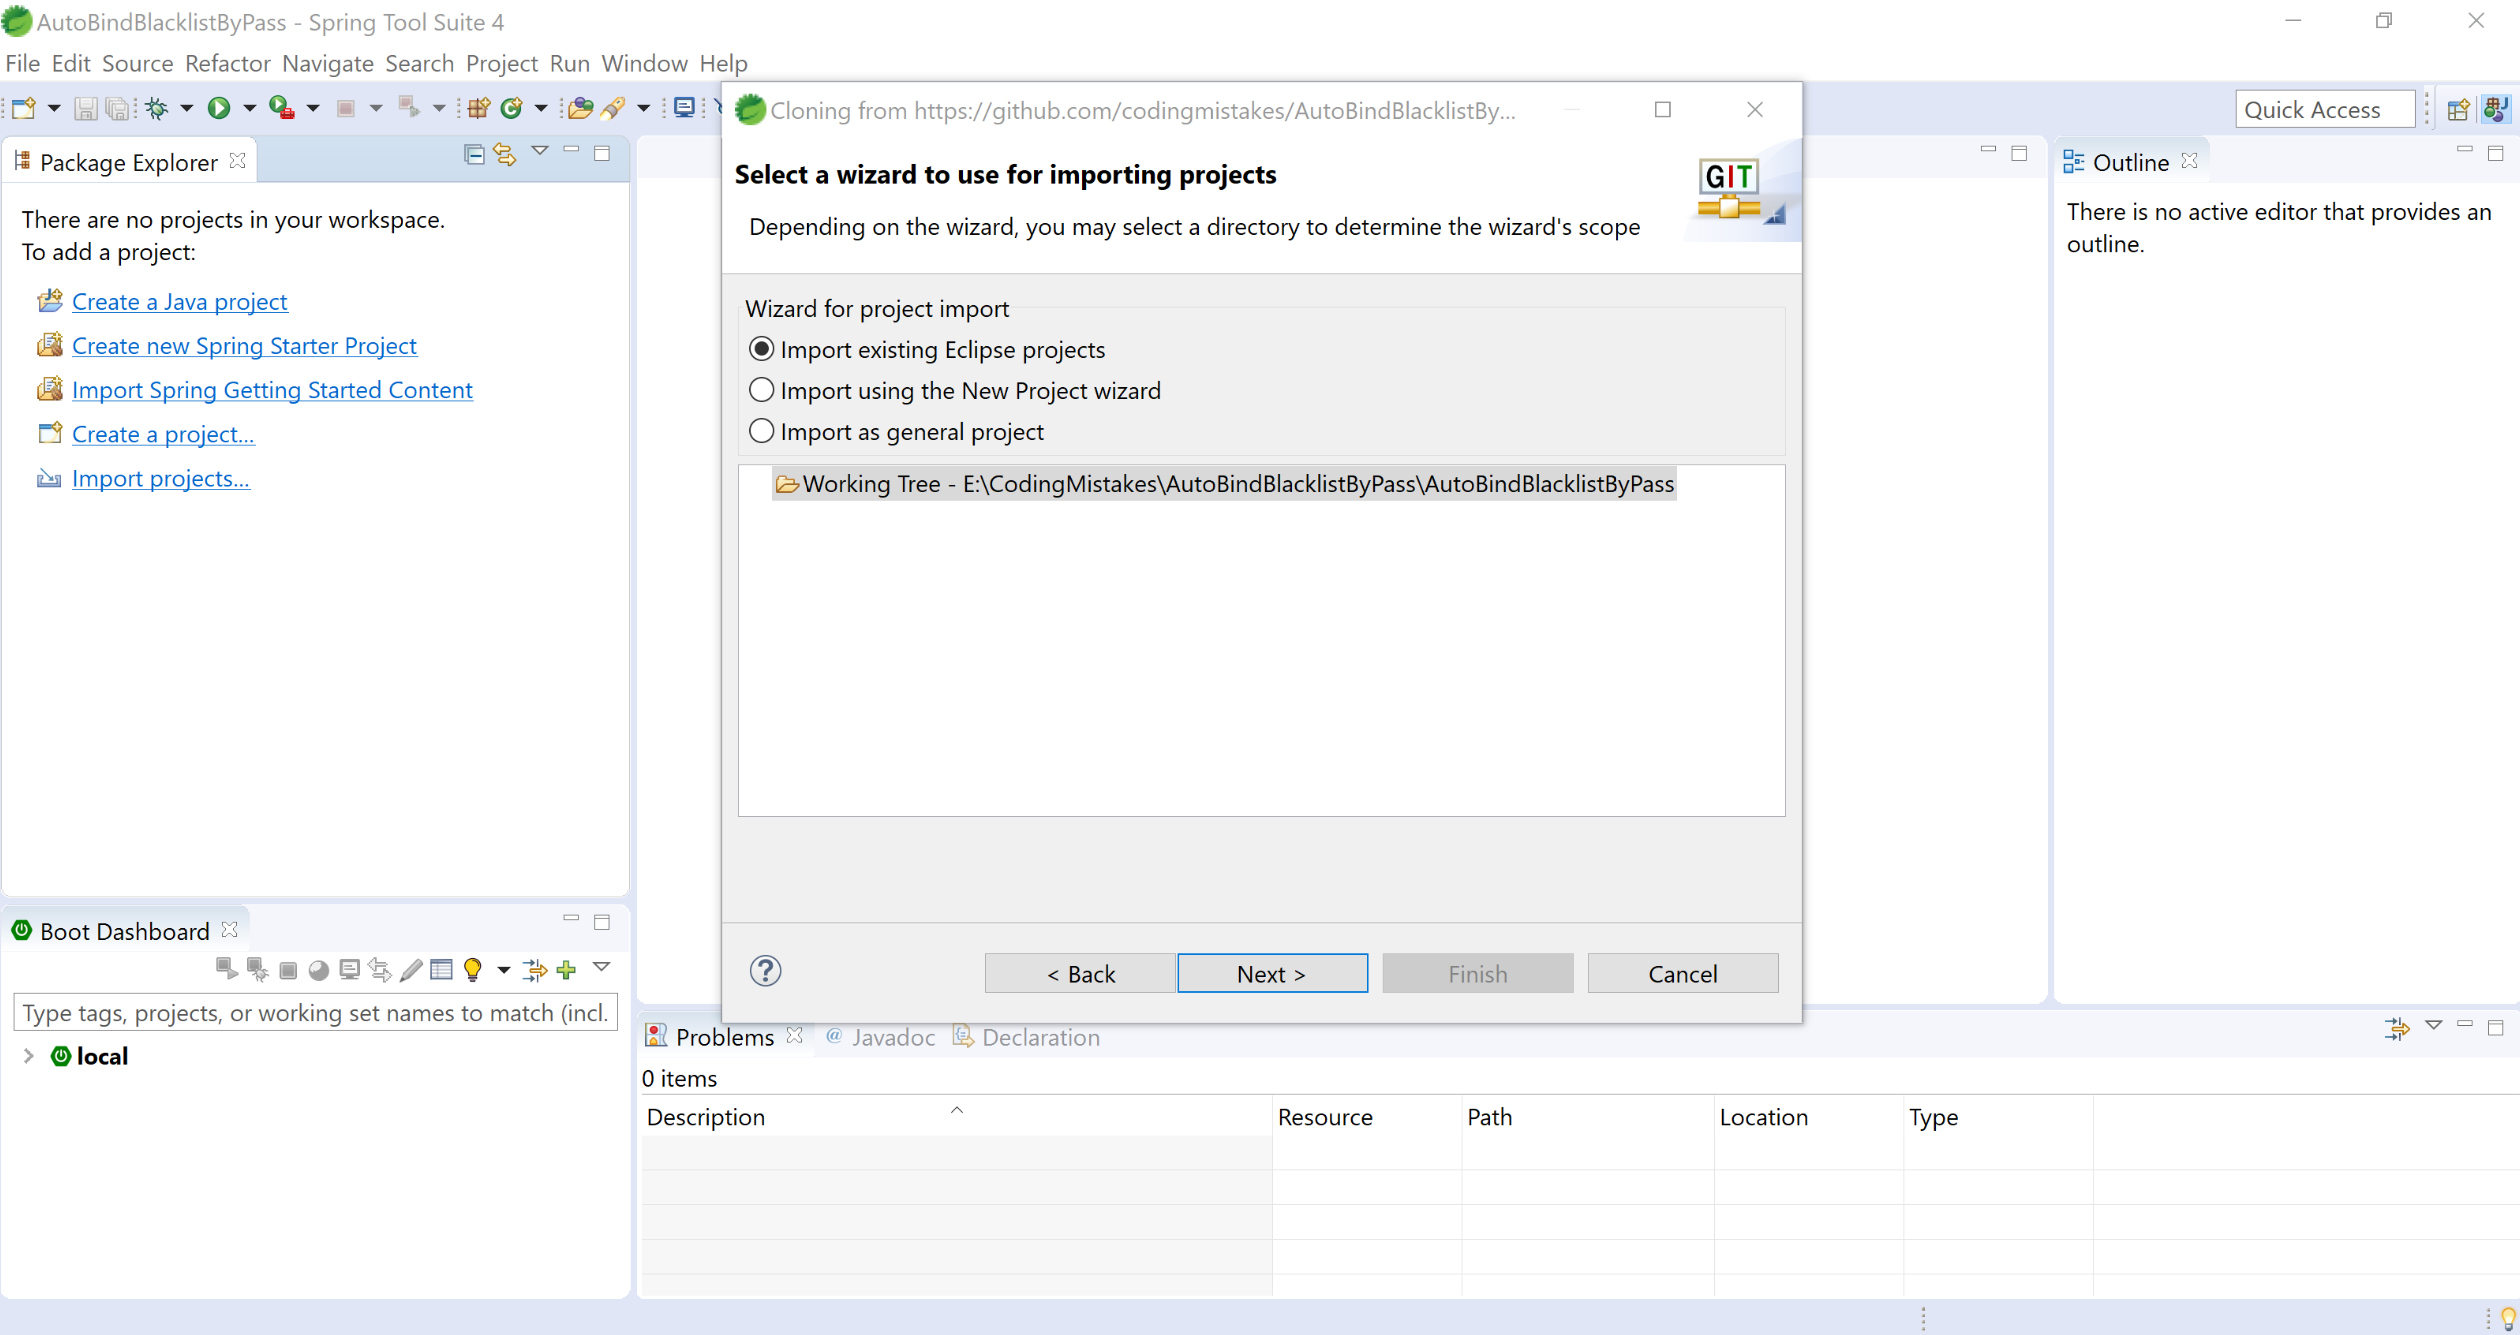 AutoBindBlacklistByPass - Spring Tool Suite 4
File Edit Source Refactor Navigate Search Project Run Window Help
Quick Access
Package Explorer
There are no projects in your workspace.
To add a project:
Create a Java project
Create new Spring Starter Project
Import Spring Getting Started Content
Create a project...
Import projects...
Cloning from https://github.com/codingmistakes/AutoBindBlacklistBy...
Select a wizard to use for importing projects
Depending on the wizard, you may select a directory to determine the wizard's scope
GIT
Wizard for project import
Import existing Eclipse projects
Import using the New Project wizard
Import as general project
Working Tree - E:\CodingMistakes\AutoBindBlacklistByPass\AutoBindBlacklistByPass
?
< Back
Next >
Finish
Cancel
Outline
There is no active editor that provides an
outline.
Boot Dashboard
Type tags, projects, or working set names to match (incl.
local
Problems @ Javadoc Declaration
0 items
Description Resource Path Location Type